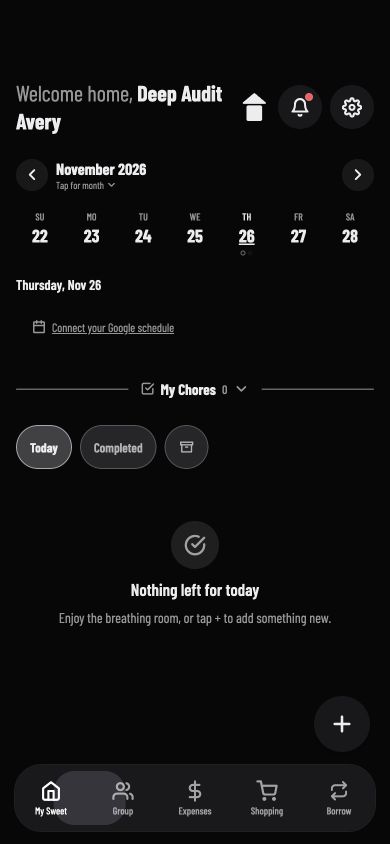 Welcome home, Deep Audit
Avery
November 2026
Tap for month
SU MO TU WE TH FR SA
22 23 24 25 26 27 28
Thursday, Nov 26
Connect your Google schedule
My Chores 0
Today Completed
Nothing left for today
Enjoy the breathing room, or tap + to add something new.
My Sweet Group Expenses Shopping Borrow